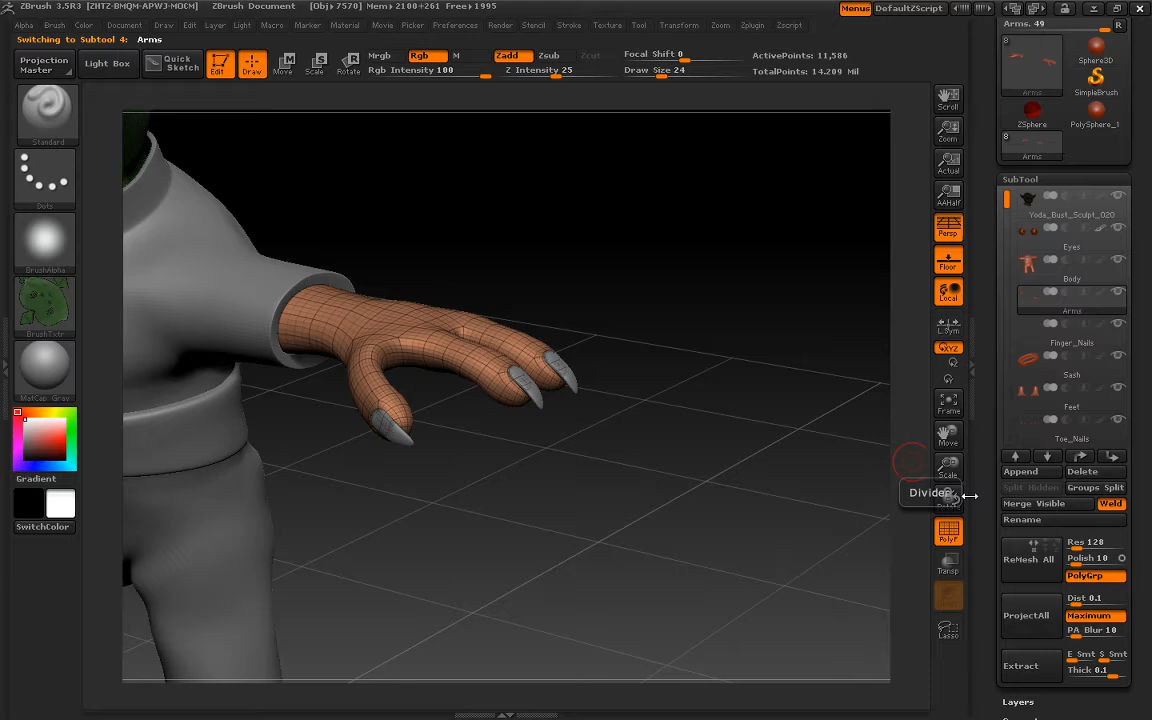 ZBrush 3.5R3 [ZHTZ-BMQM-APWJ-MOCM] ZBrush Document [Obj»7570] Mem»2100+261 Free»1995 Menus DefaultZScript
Alpha Brush Color Document Draw Edit Layer Light Macro Marker Material Movie Picker Preferences Render Stencil Stroke Texture Tool Transform Zoom Zplugin Zscript
Switching to Subtool 4: Arms
Projection Master
Light Box
Quick Sketch
Edit
Draw
Move
Scale
Rotate
Mrgb Rgb M
Rgb Intensity 100
Zadd Zsub Zcut
Z Intensity 25
Focal Shift 0
Draw Size 24
ActivePoints: 11,586
TotalPoints: 14.209 Mil
Standard
Dots
BrushAlpha
BrushTxtr
MatCap Gray
Gradient
SwitchColor
Scroll
Zoom
Actual
AAHalf
Persp
Floor
Local
L.Sym
XYZ
Frame
Move
Scale
Divider
PolyF
Transp
Lasso
Arms. 49 R
8
Arms
Sphere3D
SimpleBrush
ZSphere
PolySphere_1
8
Arms
SubTool
Yoda_Bust_Sculpt_020
Eyes
Body
Arms
Finger_Nails
Sash
Feet
Toe_Nails
Append Delete
Split Hidden Groups Split
Merge Visible Weld
Rename
ReMesh All
Res 128
Polish 10
PolyGrp
ProjectAll
Dist 0.1
Maximum
PA Blur 10
Extract
E Smt S Smt
Thick 0.1
Layers